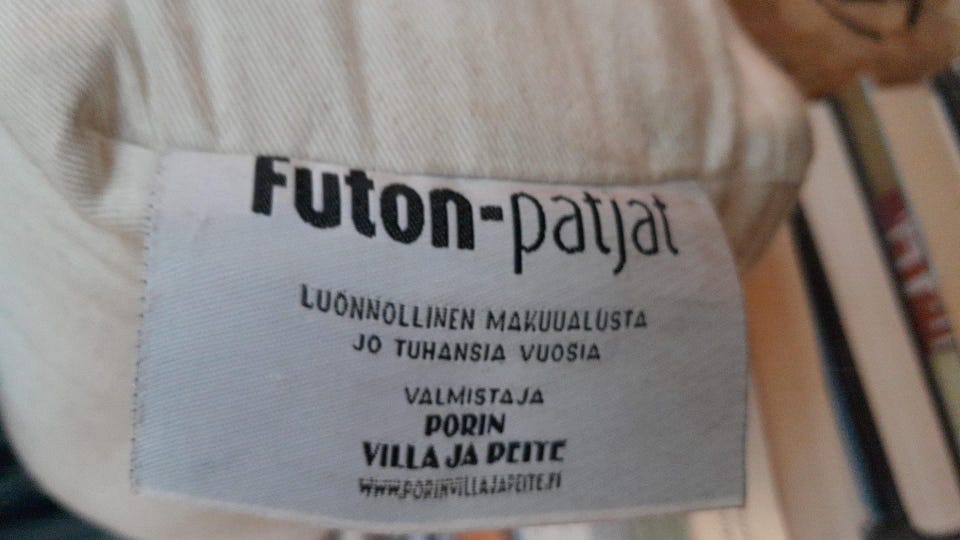 Futon-patjat
LUONNOLLINEN MAKUUALUSTA
JO TUHANSIA VUOSIA
VALMISTAJA
PORIN
VILLA JA PEITE
WWW.PORINVILLAJAPEITE.FI